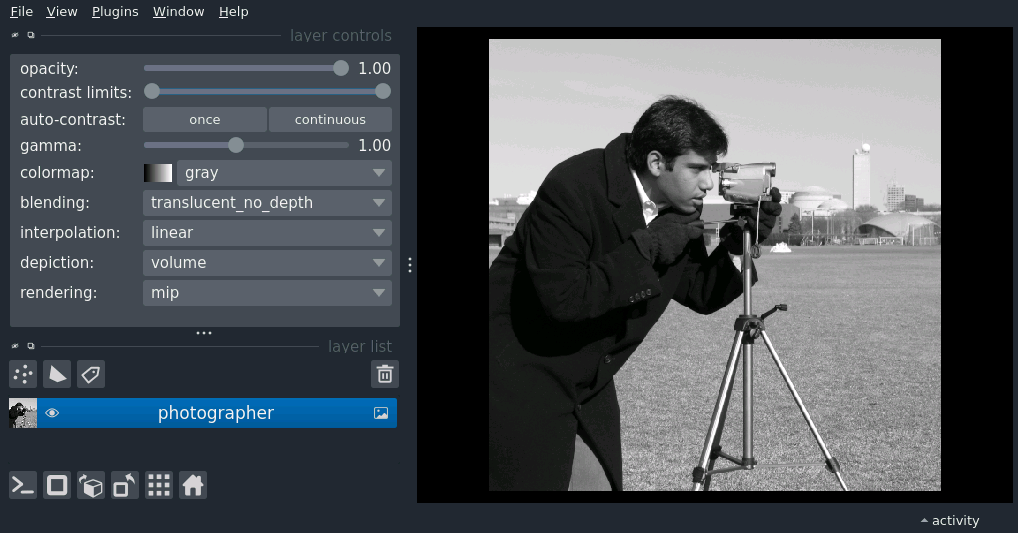 File View Plugins Window Help
layer controls
opacity: 1.00
contrast limits:
auto-contrast: once continuous
gamma: 1.00
colormap: gray
blending: translucent_no_depth
interpolation: linear
depiction: volume
rendering: mip
layer list
photographer
activity